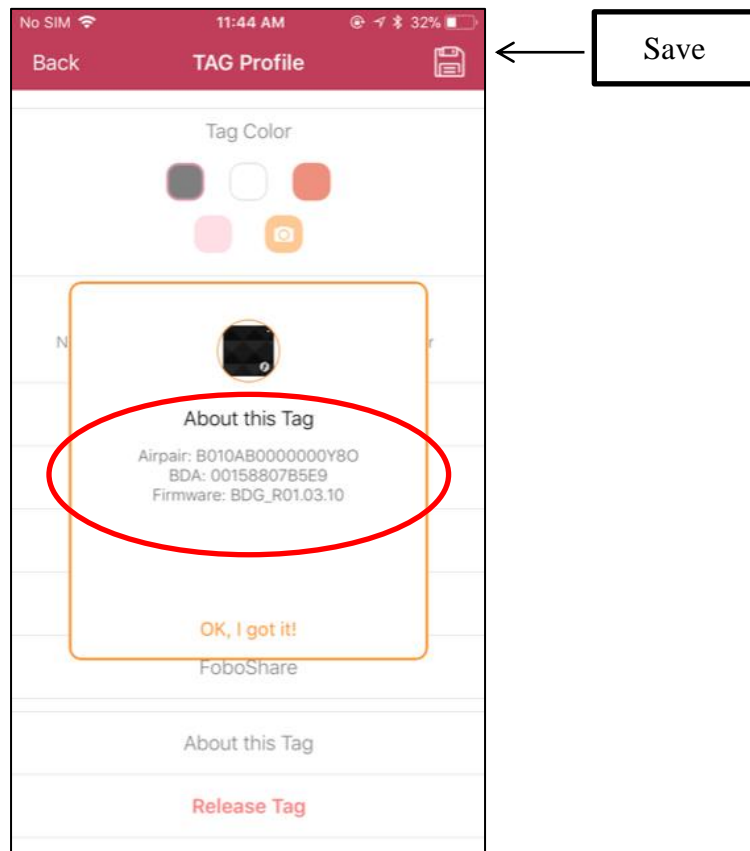 No SIM 11:44 AM 32%
Back TAG Profile Save
Tag Color
N r
About this Tag
Airpair: B010AB0000000Y8O
BDA: 00158807B5E9
Firmware: BDG_R01.03.10
OK, I got it!
FoboShare
About this Tag
Release Tag